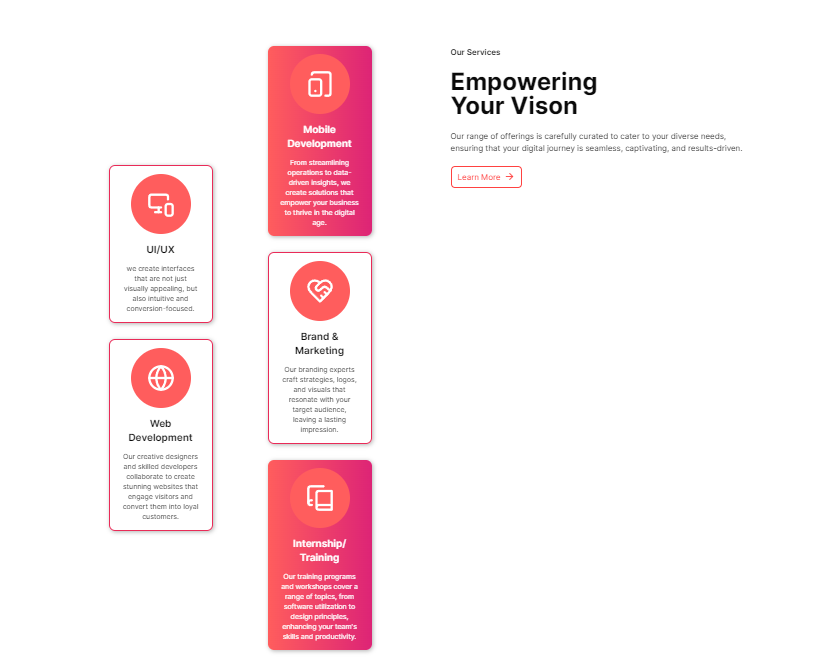 Our Services
Empowering
Your Vison
Our range of offerings is carefully curated to cater to your diverse needs,
ensuring that your digital journey is seamless, captivating, and results-driven.
Learn More
UI/UX
we create interfaces
that are not just
visually appealing, but
also intuitive and
conversion-focused.
Web
Development
Our creative designers
and skilled developers
collaborate to create
stunning websites that
engage visitors and
convert them into loyal
customers.
Mobile
Development
From streamlining
operations to data-
driven insights, we
create solutions that
empower your business
to thrive in the digital
age.
Brand &
Marketing
Our branding experts
craft strategies, logos,
and visuals that
resonate with your
target audience,
leaving a lasting
impression.
Internship/
Training
Our training programs
and workshops cover a
range of topics, from
software utilization to
design principles,
enhancing your team's
skills and productivity.